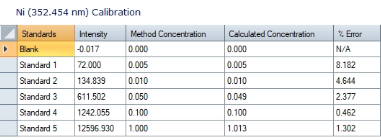 Ni (352.454 nm) Calibration
Standards Intensity Method Concentration Calculated Concentration % Error
Blank -0.017 0.000 0.000 N/A
Standard 1 72.000 0.005 0.005 8.182
Standard 2 134.839 0.010 0.010 4.644
Standard 3 611.502 0.050 0.049 2.377
Standard 4 1242.055 0.100 0.100 0.462
Standard 5 12596.930 1.000 1.013 1.302